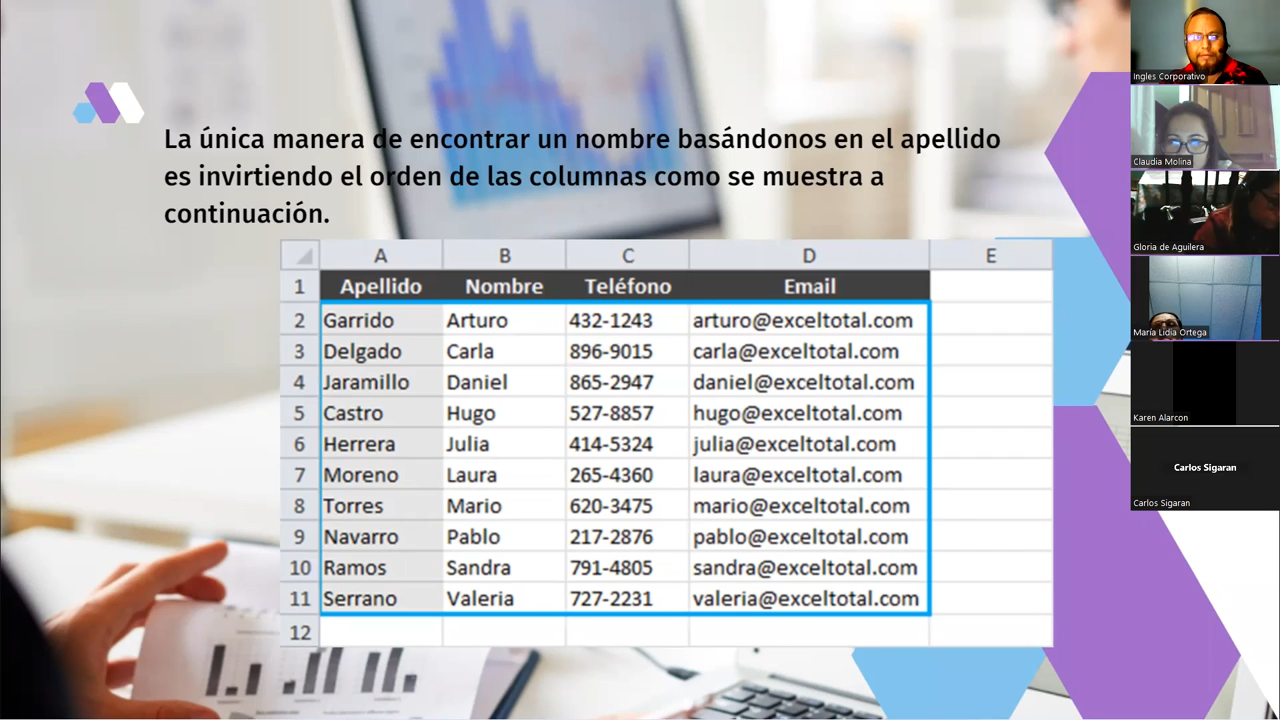 La única manera de encontrar un nombre basándonos en el apellido
es invirtiendo el orden de las columnas como se muestra a
continuación.
A B C D E
1 Apellido Nombre Teléfono Email
2 Garrido Arturo 432-1243 arturo@exceltotal.com
3 Delgado Carla 896-9015 carla@exceltotal.com
4 Jaramillo Daniel 865-2947 daniel@exceltotal.com
5 Castro Hugo 527-8857 hugo@exceltotal.com
6 Herrera Julia 414-5324 julia@exceltotal.com
7 Moreno Laura 265-4360 laura@exceltotal.com
8 Torres Mario 620-3475 mario@exceltotal.com
9 Navarro Pablo 217-2876 pablo@exceltotal.com
10 Ramos Sandra 791-4805 sandra@exceltotal.com
11 Serrano Valeria 727-2231 valeria@exceltotal.com
12
Ingles Corporativo
Claudia Molina
Gloria de Aguilera
María Lidia Ortega
Karen Alarcon
Carlos Sigaran
Carlos Sigaran